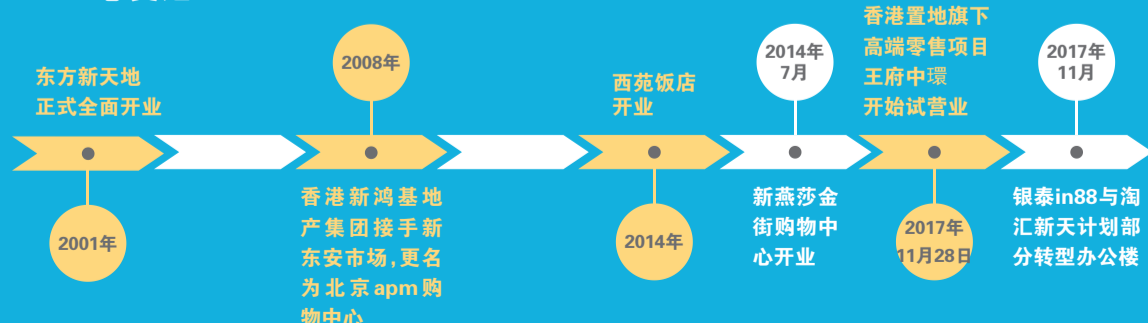 东方新天地
正式全面开业
2001年
2008年
香港新鸿基地
产集团接手新
东安市场,更名
为北京apm购
物中心
西苑饭店
开业
2014年
2014年
7月
新燕莎金
街购物中
心开业
香港置地旗下
高端零售项目
王府中環
开始试营业
2017年
11月28日
2017年
11月
银泰in88与淘
汇新天计划部
分转型办公楼